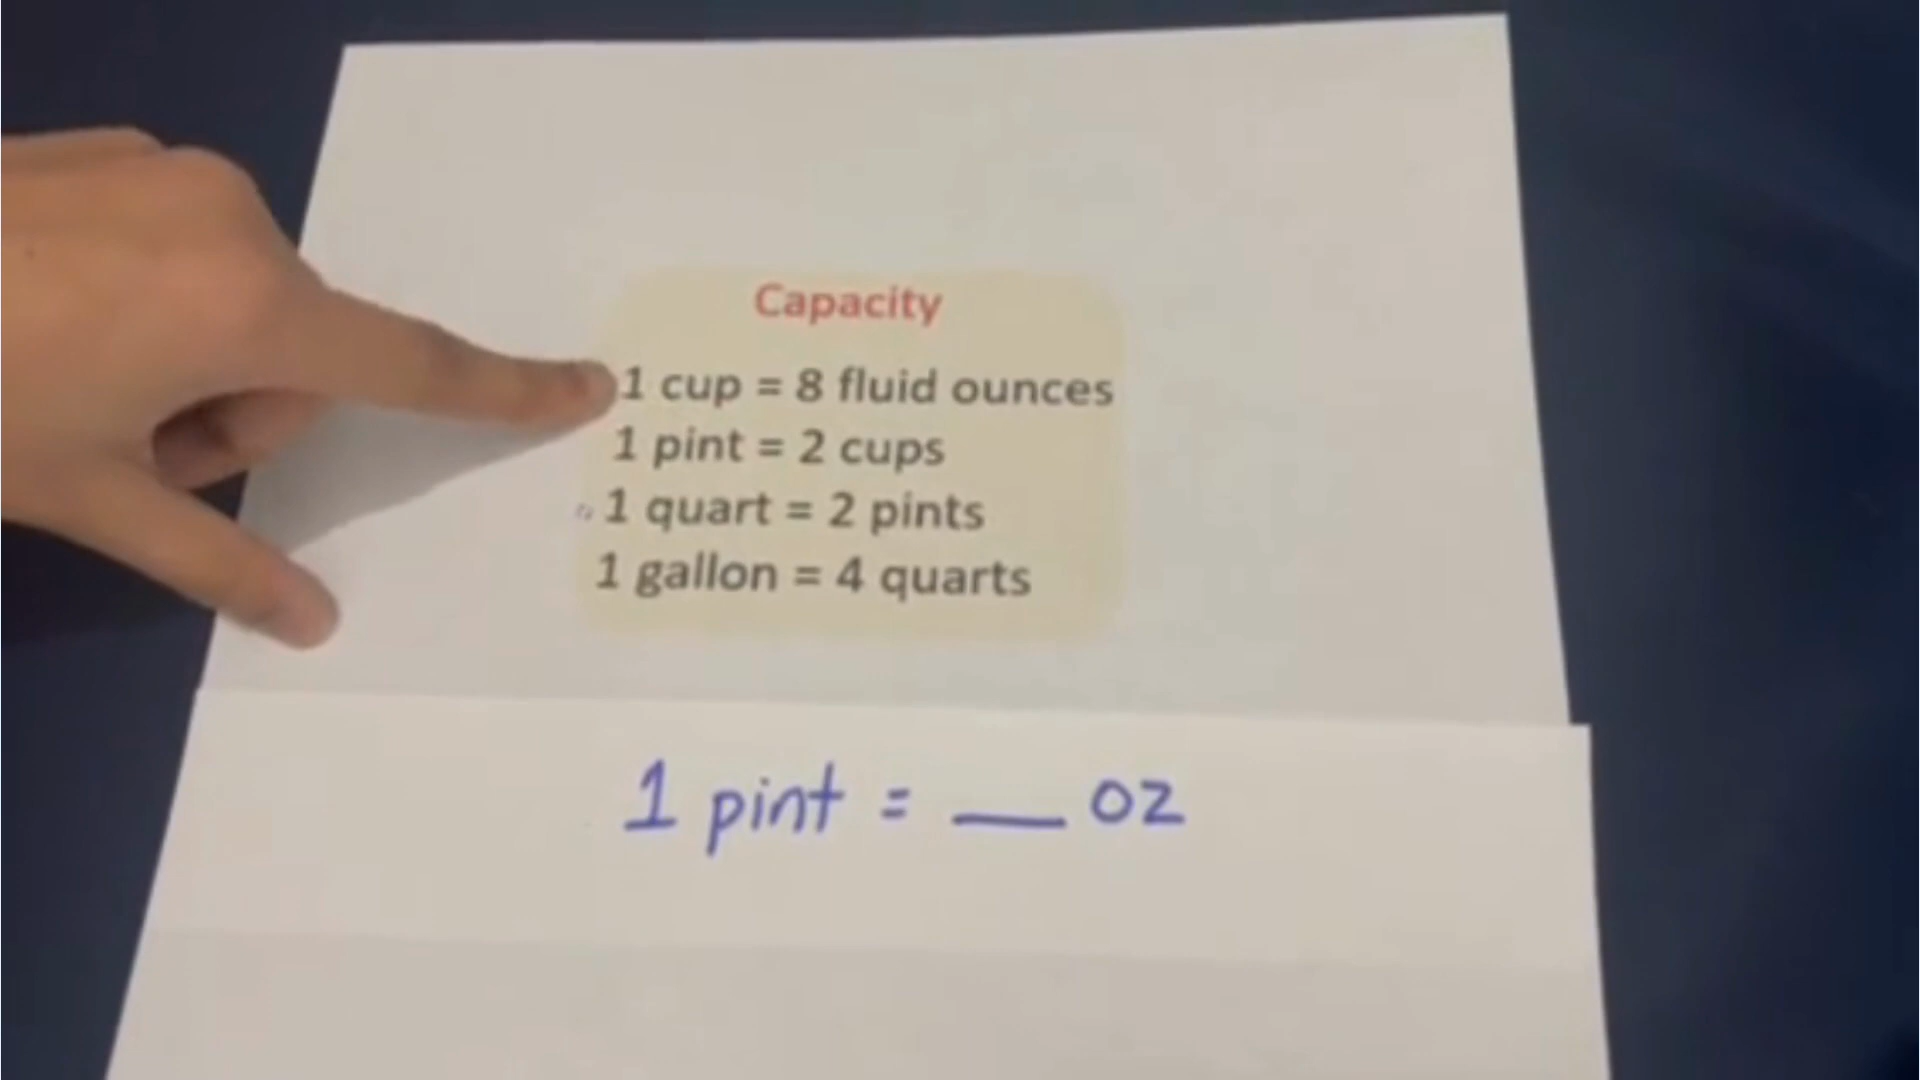 Capacity
1 cup = 8 fluid ounces
1 pint = 2 cups
1 quart = 2 pints
1 gallon = 4 quarts
1 pint = __ oz